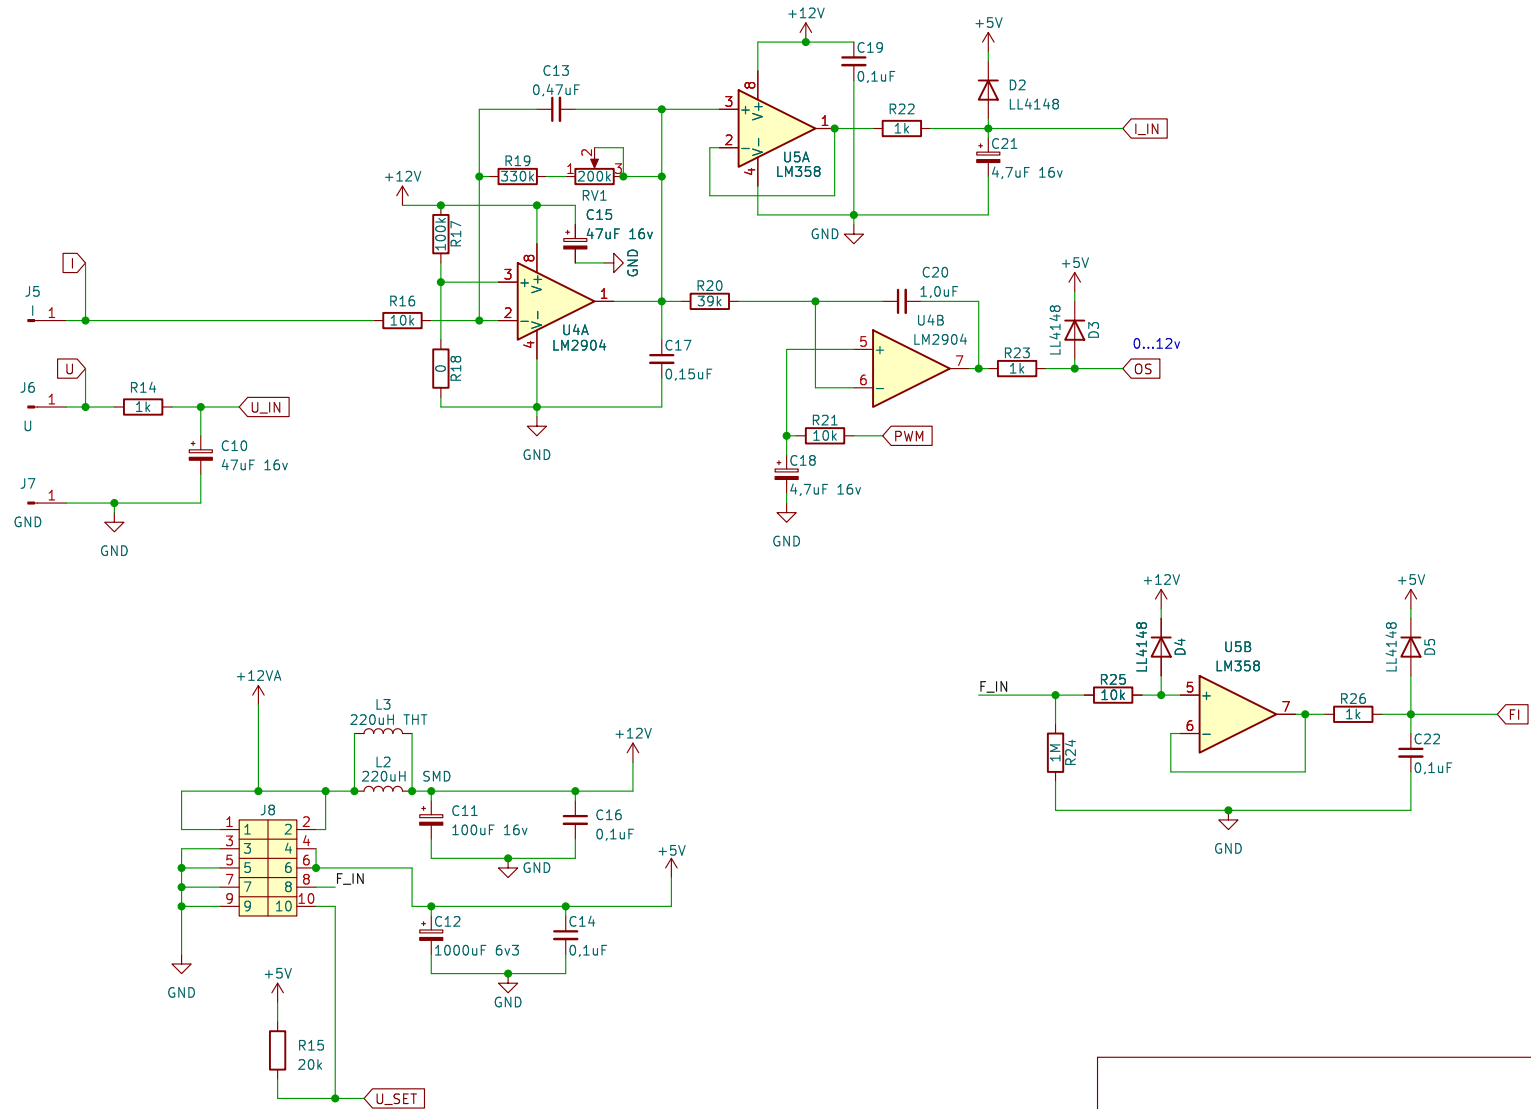 +12V
C19
0,1uF
+5V
D2
LL4148
C13
0,47uF
8
3
+
V+
1
2
−
V-
4
U5A
LM358
R22
1k
I_IN
C21
4,7uF 16v
GND
R19
330k
1
2
200k
3
RV1
+12V
100k
R17
C15
47uF 16v
GND
8
3
+
V+
1
2
−
V-
4
U4A
LM2904
I
J5
I
1
R16
10k
0
R18
GND
C17
0,15uF
R20
39k
C20
1,0uF
U4B
LM2904
5
+
7
6
−
+5V
LL4148
D3
0...12v
R23
1k
OS
R21
10k
PWM
C18
4,7uF 16v
GND
U
J6
1
U
R14
1k
U_IN
C10
47uF 16v
J7
1
GND
GND
+12V
LL4148
D4
U5B
LM358
+5V
LL4148
D5
F_IN
R25
10k
5
+
7
6
−
R26
1k
FI
1M
R24
C22
0,1uF
GND
+12VA
L3
220uH THT
L2
220uH
SMD
+12V
C11
100uF 16v
C16
0,1uF
GND
J8
1
1
2
2
3
3
4
4
5
5
6
6
7
7
8
8
9
9
10
10
F_IN
+5V
C12
1000uF 6v3
C14
0,1uF
GND
GND
+5V
R15
20k
U_SET